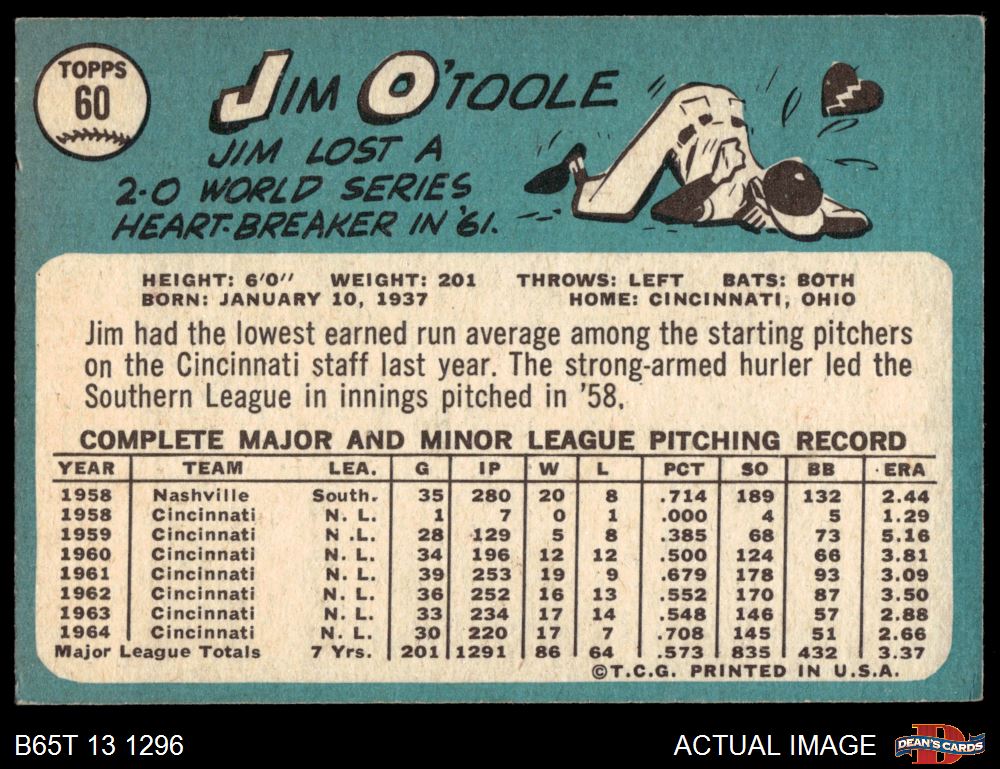 TOPPS
60
JIM O'TOOLE
JIM LOST A
2-0 WORLD SERIES
HEART-BREAKER IN '61.
HEIGHT: 6'0" WEIGHT: 201 THROWS: LEFT BATS: BOTH
BORN: JANUARY 10, 1937 HOME: CINCINNATI, OHIO
Jim had the lowest earned run average among the starting pitchers
on the Cincinnati staff last year. The strong-armed hurler led the
Southern League in innings pitched in '58.
COMPLETE MAJOR AND MINOR LEAGUE PITCHING RECORD
YEAR TEAM LEA. G IP W L PCT SO BB ERA
1958 Nashville South. 35 280 20 8 .714 189 132 2.44
1958 Cincinnati N. L. 1 7 0 1 .000 4 5 1.29
1959 Cincinnati N .L. 28 129 5 8 .385 68 73 5.16
1960 Cincinnati N. L. 34 196 12 12 .500 124 66 3.81
1961 Cincinnati N. L. 39 253 19 9 .679 178 93 3.09
1962 Cincinnati N. L. 36 252 16 13 .552 170 87 3.50
1963 Cincinnati N. L. 33 234 17 14 .548 146 57 2.88
1964 Cincinnati N. L. 30 220 17 7 .708 145 51 2.66
Major League Totals 7 Yrs. 201 1291 86 64 .573 835 432 3.37
©T.C.G. PRINTED IN U.S.A.
B65T 13 1296 ACTUAL IMAGE D DEAN'S CARDS